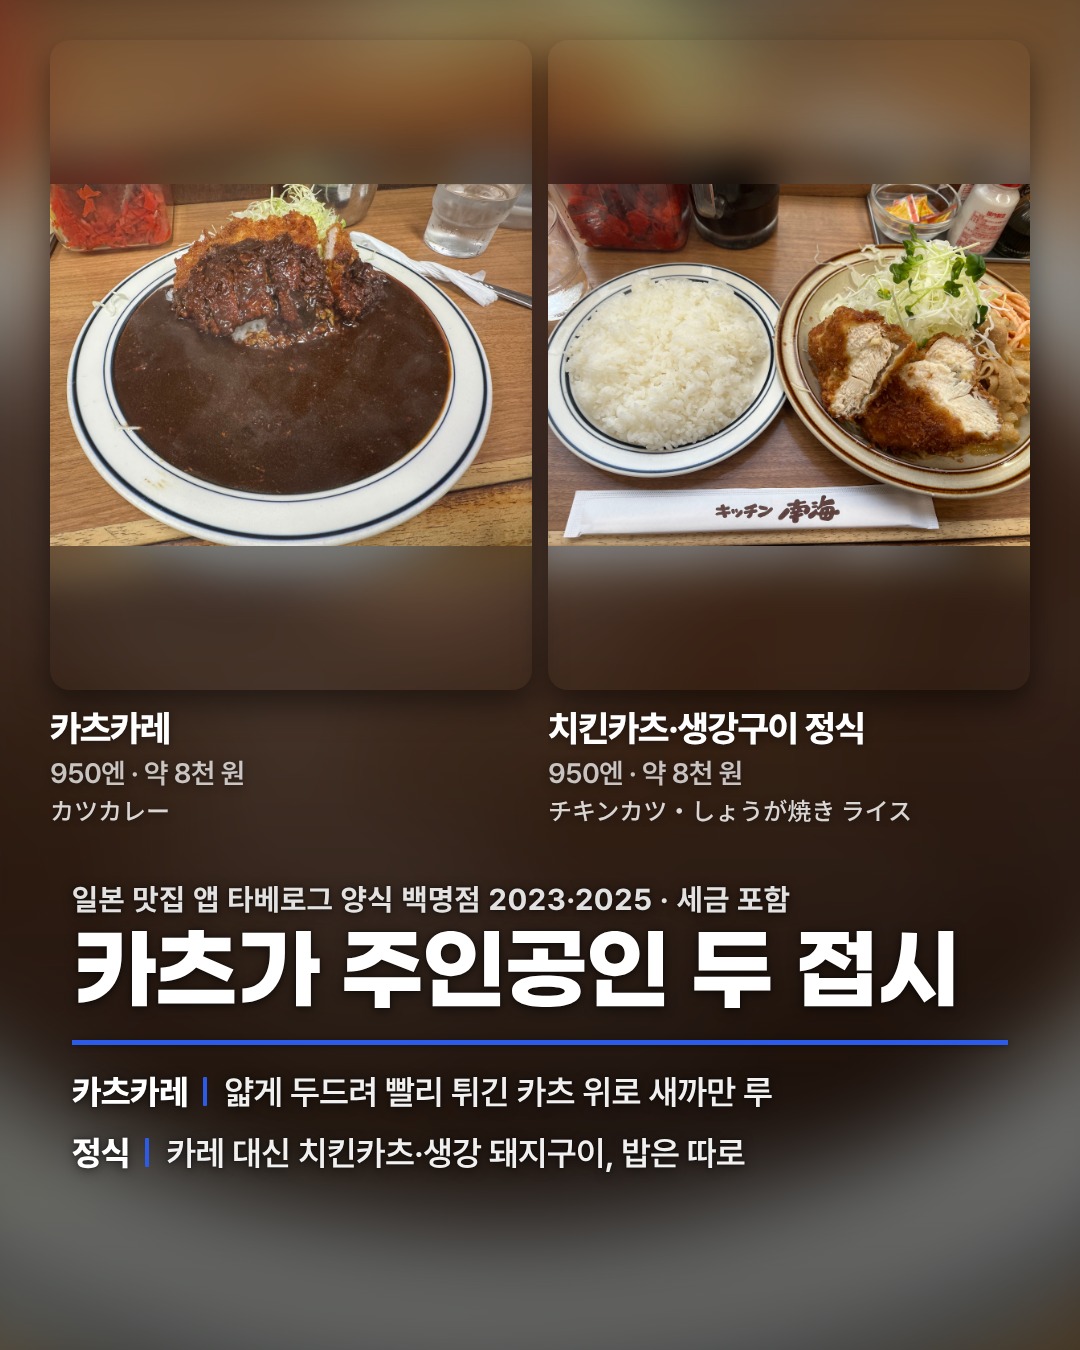 キッチン 南海
카츠카레
950엔 · 약 8천 원
カツカレー
치킨카츠·생강구이 정식
950엔 · 약 8천 원
チキンカツ・しょうが焼き ライス
일본 맛집 앱 타베로그 양식 백명점 2023·2025 · 세금 포함
카츠가 주인공인 두 접시
카츠카레 | 얇게 두드려 빨리 튀긴 카츠 위로 새까만 루
정식 | 카레 대신 치킨카츠·생강 돼지구이, 밥은 따로